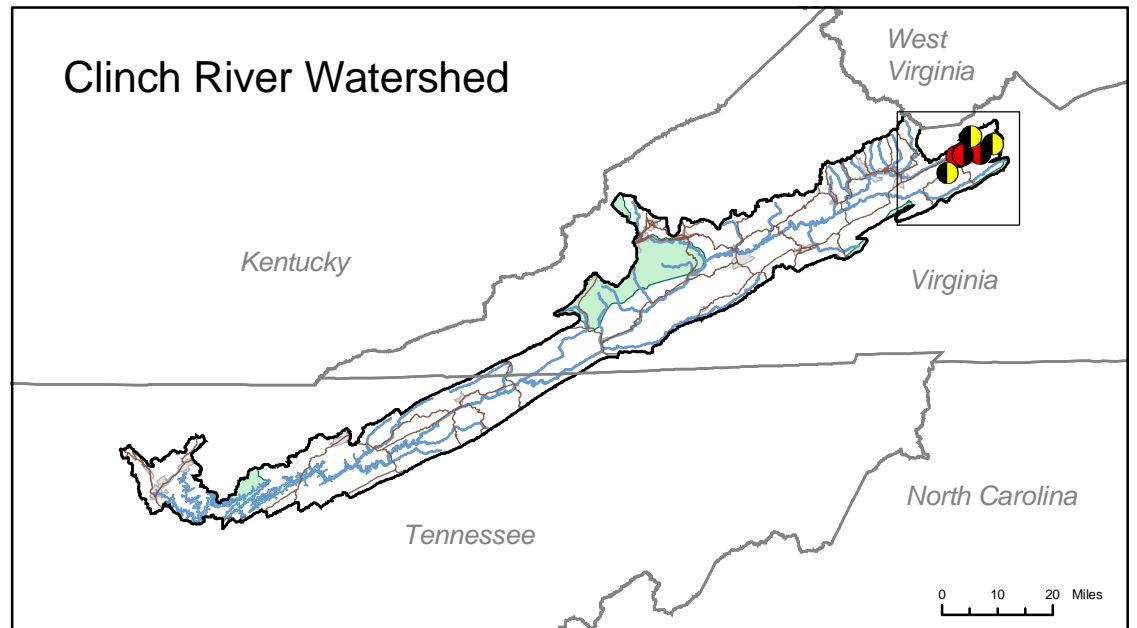 Clinch River Watershed
West
Virginia
Kentucky
Virginia
North Carolina
Tennessee
0 10 20 Miles